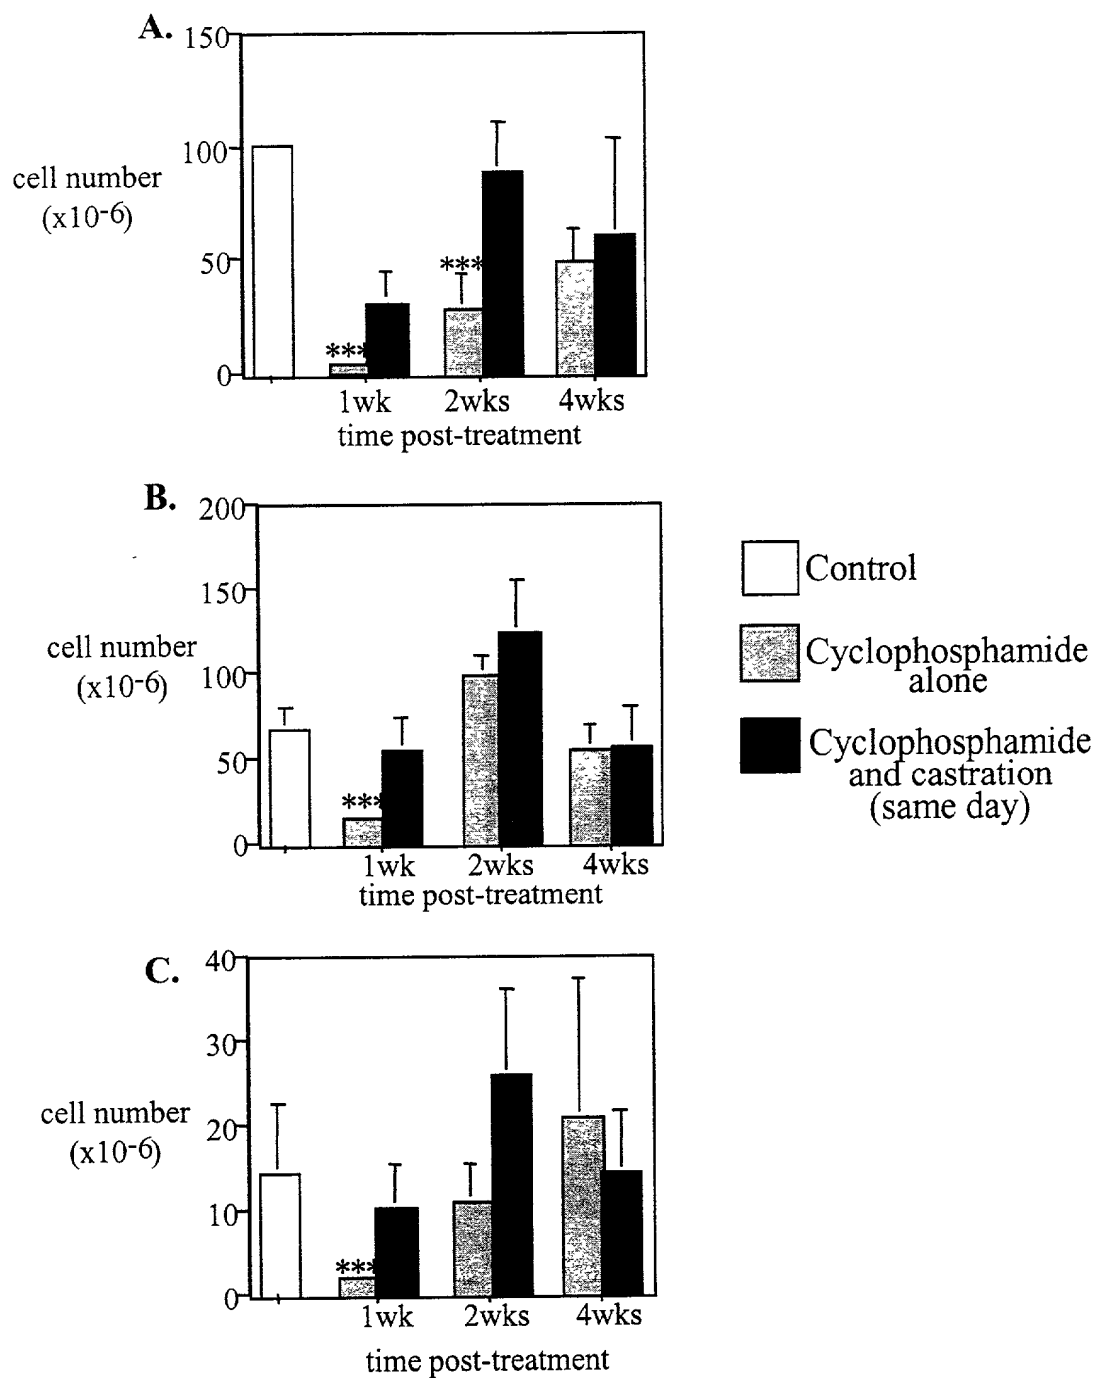 A.
150
100
50
0
cell number
(x10-6)
***
***
1wk 2wks 4wks
time post-treatment
B.
200
150
100
50
0
cell number
(x10-6)
***
1wk 2wks 4wks
time post-treatment
Control
Cyclophosphamide
alone
Cyclophosphamide
and castration
(same day)
C.
40
30
20
10
0
cell number
(x10-6)
***
1wk 2wks 4wks
time post-treatment